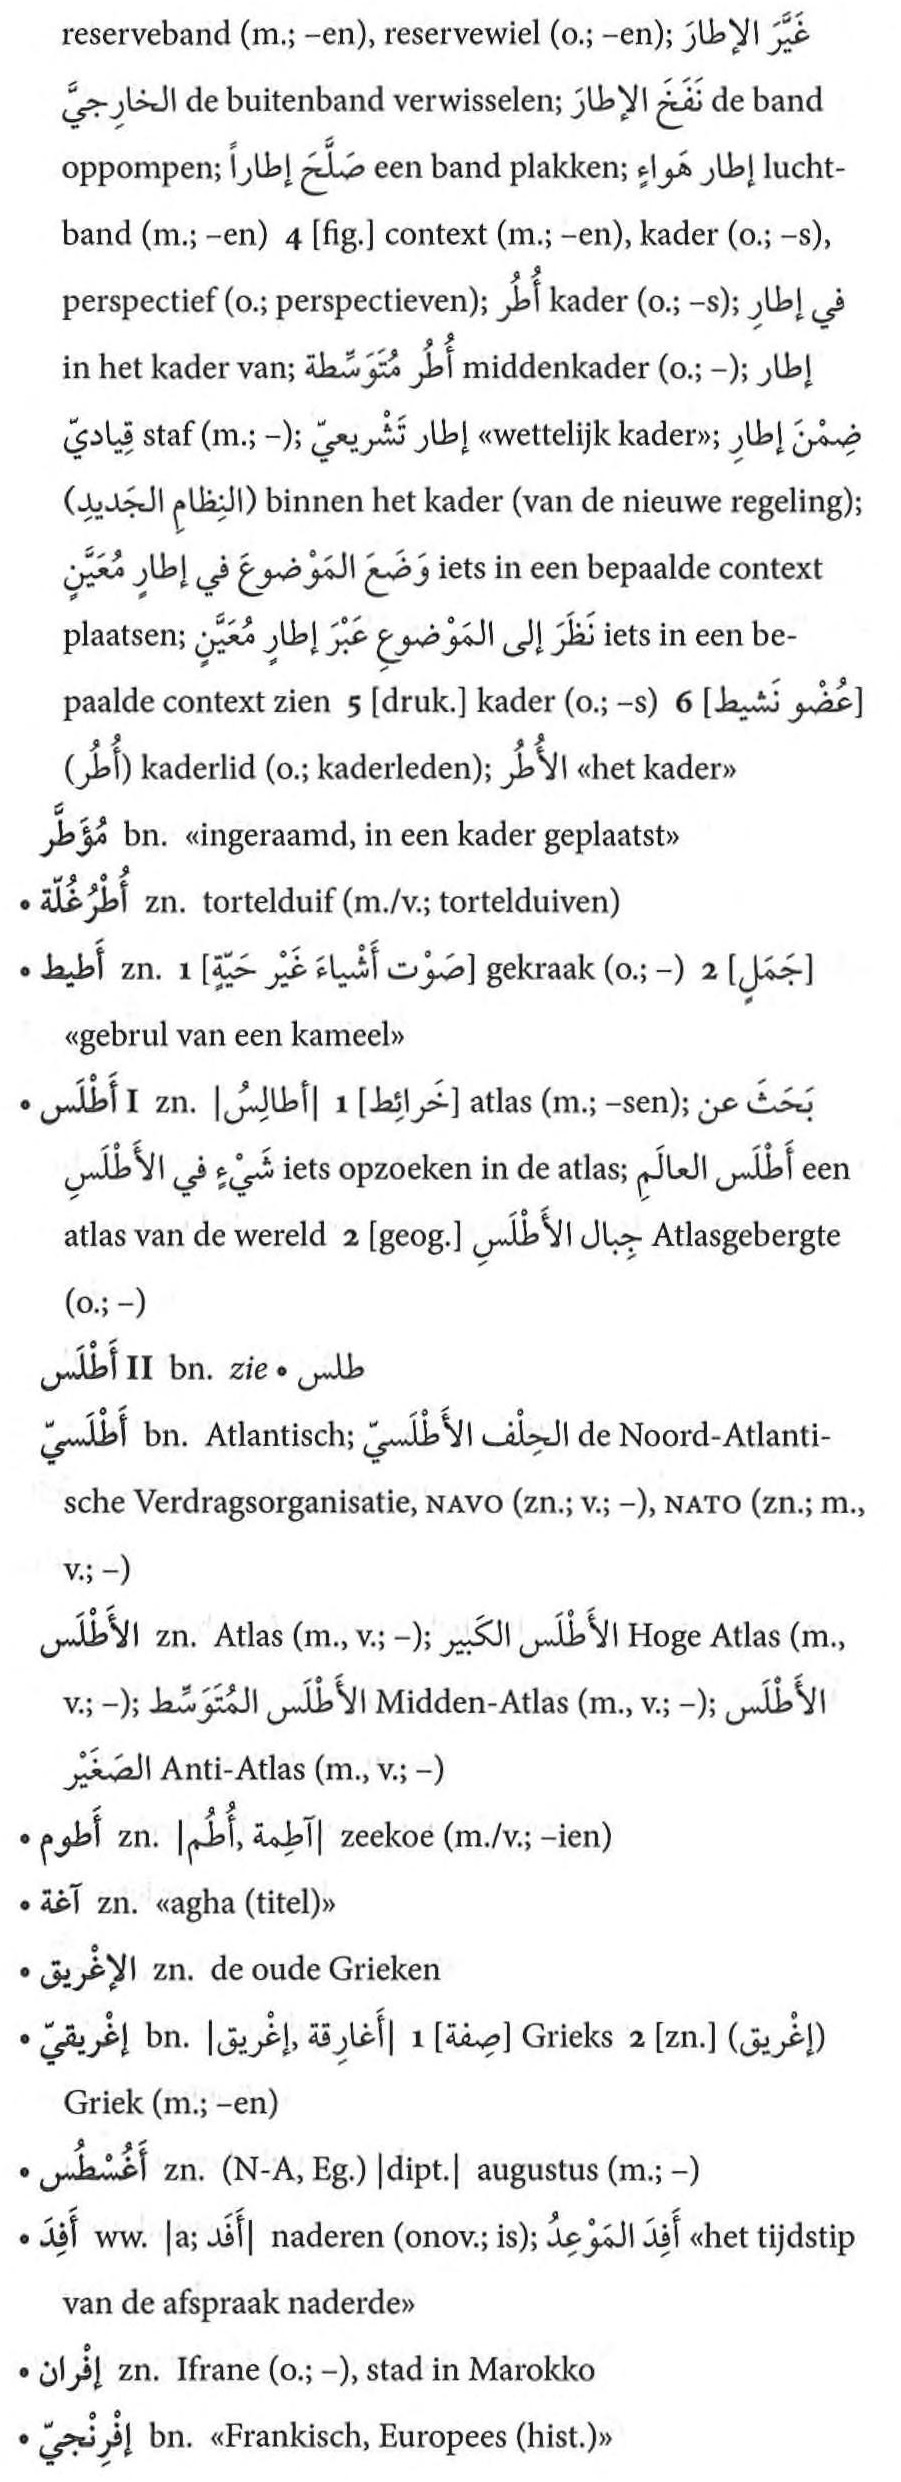 reserveband (m.; –en), reservewiel (o.; –en); غَيَّرَ الإطارَ
الخارِجيَّ de buitenband verwisselen; نَفَخَ الإطارَ de band
oppompen; صَلَّحَ إطاراً een band plakken; إطار هَواءٍ lucht-
band (m.; –en) 4 [fig.] context (m.; –en), kader (o.; –s),
perspectief (o.; perspectieven); أُطُر kader (o.; –s); في إطارِ
in het kader van; أُطُر مُتَوَسِّطة middenkader (o.; –); إطار
قِياديّ staf (m.; –); إطار تَشْريعيّ «wettelijk kader»; ضِمْنَ إطارِ
(النِظامِ الجَديدِ) binnen het kader (van de nieuwe regeling);
وَضَعَ المَوْضوعَ في إطارٍ مُعَيَّنٍ iets in een bepaalde context
plaatsen; نَظَرَ إلى المَوْضوعِ عَبْرَ إطارٍ مُعَيَّنٍ iets in een be-
paalde context zien 5 [druk.] kader (o.; –s) 6 [عُضْو نَشيط]
(أُطُر) kaderlid (o.; kaderleden); الأُطُر «het kader»
مُؤَطَّر bn. «ingeraamd, in een kader geplaatst»
• أُطْرُغُلّة zn. tortelduif (m./v.; tortelduiven)
• أَطيط zn. 1 [صَوْت أَشْياءَ غَيْر حَيّةٍ] gekraak (o.; –) 2 [جَمَلٍ]
«gebrul van een kameel»
• أَطْلَس I zn. |أَطالِسُ| 1 [خَرائِط] atlas (m.; –sen); بَحَثَ عن
شَيْءٍ في الأَطْلَسِ iets opzoeken in de atlas; أَطْلَس العالَمِ een
atlas van de wereld 2 [geog.] جِبال الأَطْلَسِ Atlasgebergte
(o.; –)
أَطْلَس II bn. zie • طلس
أَطْلَسيّ bn. Atlantisch; الحِلْف الأَطْلَسيّ de Noord-Atlanti-
sche Verdragsorganisatie, NAVO (zn.; v.; –), NATO (zn.; m.,
v.; –)
الأَطْلَس zn. Atlas (m., v.; –); الأَطْلَس الكَبير Hoge Atlas (m.,
v.; –); الأَطْلَس المُتَوَسِّط Midden-Atlas (m., v.; –); الأَطْلَس
الصَغَيْر Anti-Atlas (m., v.; –)
• أَطوم zn. |آطِمة, أُطُم| zeekoe (m./v.; –ien)
• آغة zn. «agha (titel)»
• الإغْريق zn. de oude Grieken
• إغْريقيّ bn. |أَغارِقة, إغْريق| 1 [صِفة] Grieks 2 [zn.] (إغْريق)
Griek (m.; –en)
• أَغُسْطُس zn. (N-A, Eg.) |dipt.| augustus (m.; –)
• أَفِدَ ww. |a; أَفَد| naderen (onov.; is); أَفِدَ المَوْعِدُ «het tijdstip
van de afspraak naderde»
• إفْران zn. Ifrane (o.; –), stad in Marokko
• إفْرِنْجيّ bn. «Frankisch, Europees (hist.)»